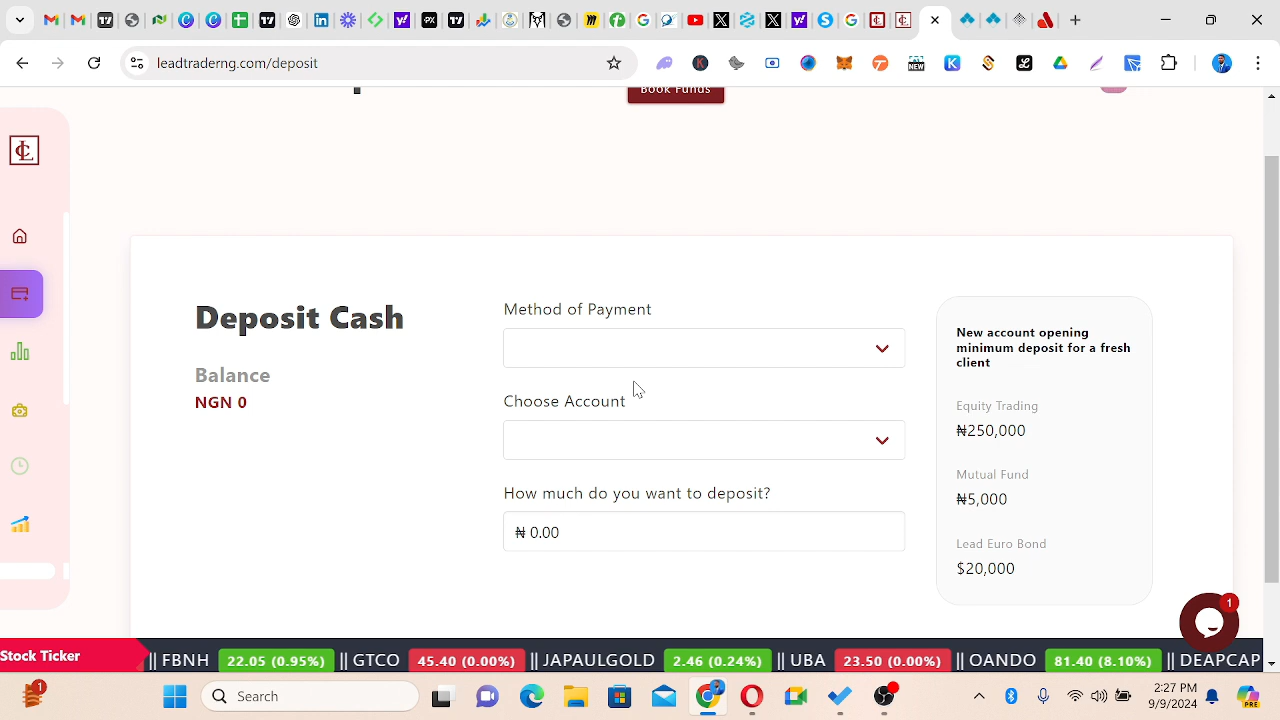 leadtraderng.com/deposit
NEW
Book Funds
Deposit Cash
Balance
NGN 0
Method of Payment
Choose Account
How much do you want to deposit?
₦ 0.00
New account opening
minimum deposit for a fresh
client
Equity Trading
₦250,000
Mutual Fund
₦5,000
Lead Euro Bond
$20,000
1
Stock Ticker
|| FBNH 22.05 (0.95%) || GTCO 45.40 (0.00%) || JAPAULGOLD 2.46 (0.24%) || UBA 23.50 (0.00%) || OANDO 81.40 (8.10%) || DEAPCAP
1
Search
2:27 PM
9/9/2024
PRE